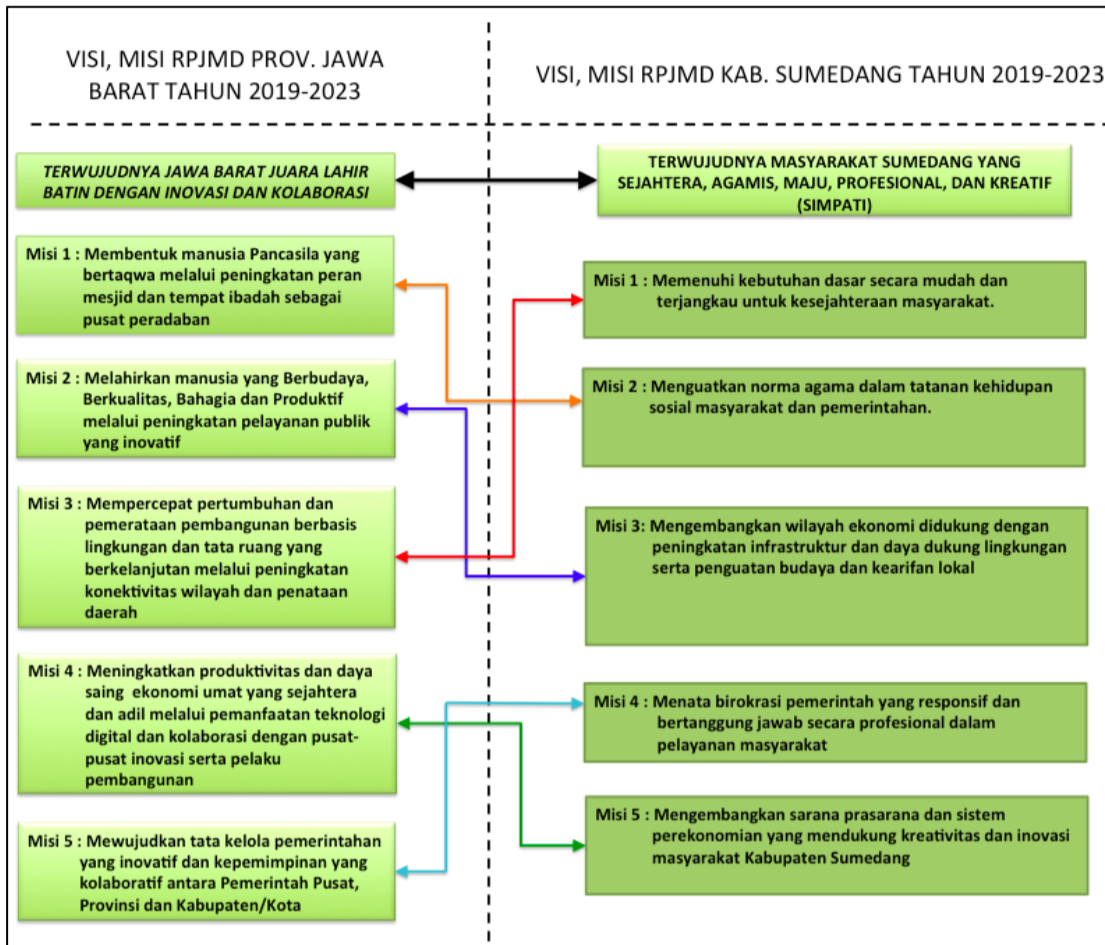 VISI, MISI RPJMD PROV. JAWA
BARAT TAHUN 2019-2023
TERWUJUDNYA JAWA BARAT JUARA LAHIR
BATIN DENGAN INOVASI DAN KOLABORASI
Misi 1 : Membentuk manusia Pancasila yang
bertaqwa melalui peningkatan peran
mesjid dan tempat ibadah sebagai
pusat peradaban
Misi 2 : Melahirkan manusia yang Berbudaya,
Berkualitas, Bahagia dan Produktif
melalui peningkatan pelayanan publik
yang inovatif
Misi 3 : Mempercepat pertumbuhan dan
pemerataan pembangunan berbasis
lingkungan dan tata ruang yang
berkelanjutan melalui peningkatan
konektivitas wilayah dan penataan
daerah
Misi 4 : Meningkatkan produktivitas dan daya
saing ekonomi umat yang sejahtera
dan adil melalui pemanfaatan teknologi
digital dan kolaborasi dengan pusat-
pusat inovasi serta pelaku
pembangunan
Misi 5 : Mewujudkan tata kelola pemerintahan
yang inovatif dan kepemimpinan yang
kolaboratif antara Pemerintah Pusat,
Provinsi dan Kabupaten/Kota
VISI, MISI RPJMD KAB. SUMEDANG TAHUN 2019-2023
TERWUJUDNYA MASYARAKAT SUMEDANG YANG
SEJAHTERA, AGAMIS, MAJU, PROFESIONAL, DAN KREATIF
(SIMPATI)
Misi 1 : Memenuhi kebutuhan dasar secara mudah dan
terjangkau untuk kesejahteraan masyarakat.
Misi 2 : Menguatkan norma agama dalam tatanan kehidupan
sosial masyarakat dan pemerintahan.
Misi 3: Mengembangkan wilayah ekonomi didukung dengan
peningkatan infrastruktur dan daya dukung lingkungan
serta penguatan budaya dan kearifan lokal
Misi 4 : Menata birokrasi pemerintah yang responsif dan
bertanggung jawab secara profesional dalam
pelayanan masyarakat
Misi 5 : Mengembangkan sarana prasarana dan sistem
perekonomian yang mendukung kreativitas dan inovasi
masyarakat Kabupaten Sumedang